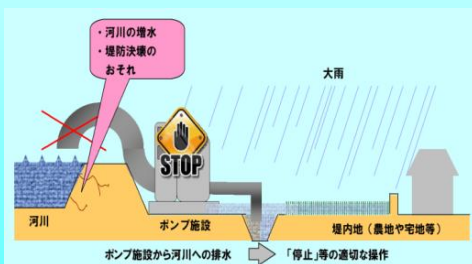 ・河川の増水
・堤防決壊の
おそれ
大雨
STOP
河川
ポンプ施設
堤内地（農地や宅地等）
ポンプ施設から河川への排水
「停止」等の適切な操作